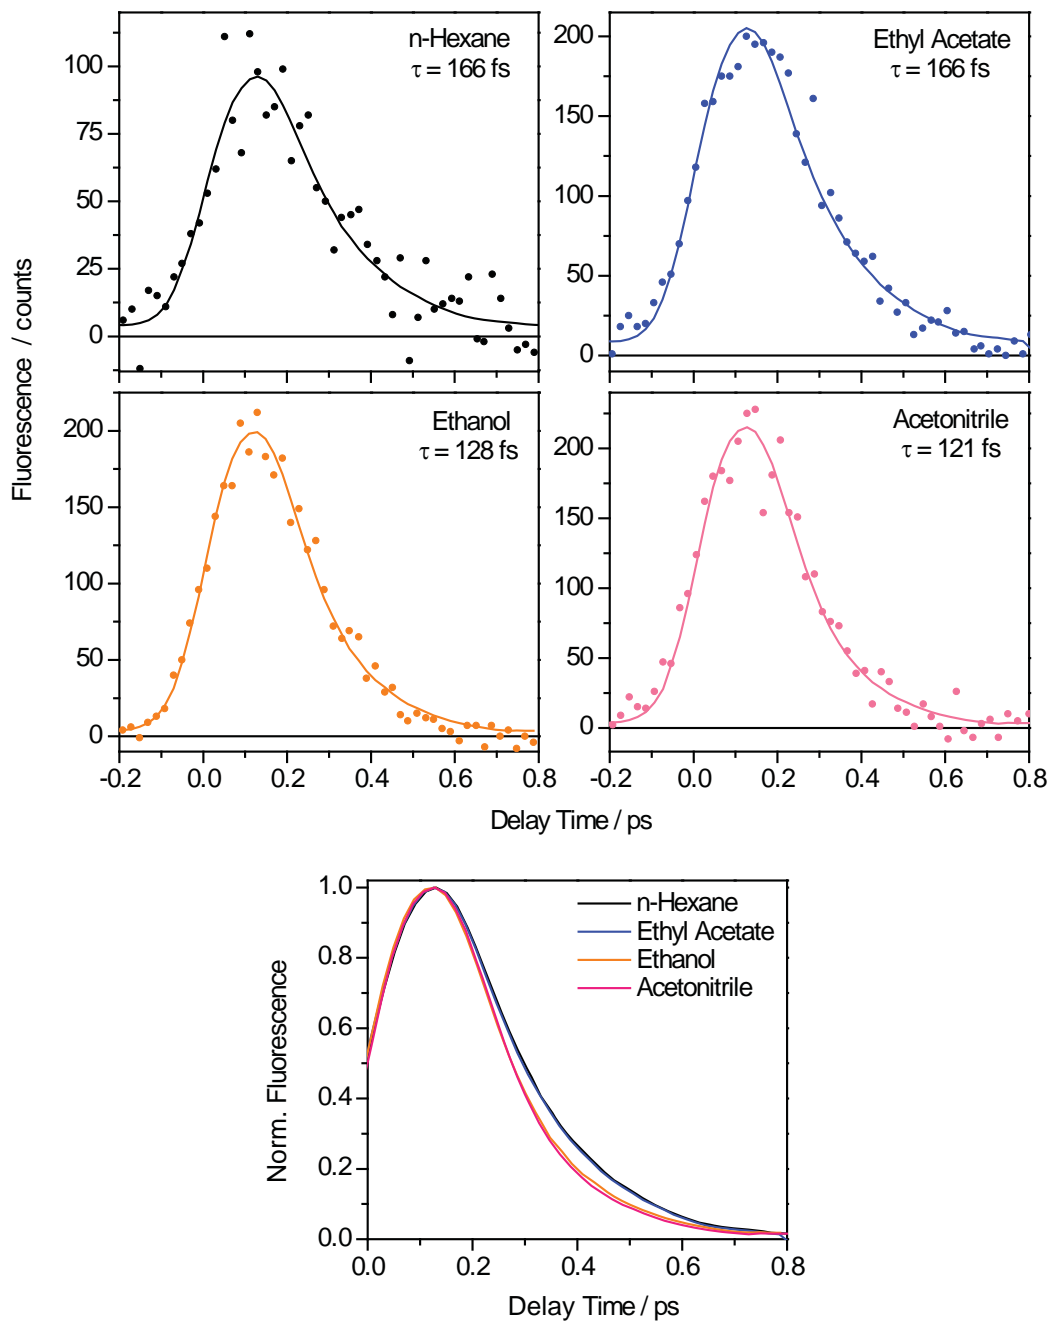 n-Hexane
τ = 166 fs
Ethyl Acetate
τ = 166 fs
100
75
50
25
0
200
150
100
50
0
Fluorescence / counts
Ethanol
τ = 128 fs
Acetonitrile
τ = 121 fs
200
150
100
50
0
200
150
100
50
0
-0.2 0.0 0.2 0.4 0.6 0.8
-0.2 0.0 0.2 0.4 0.6 0.8
Delay Time / ps
n-Hexane
Ethyl Acetate
Ethanol
Acetonitrile
1.0
0.8
0.6
0.4
0.2
0.0
Norm. Fluorescence
0.0 0.2 0.4 0.6 0.8
Delay Time / ps